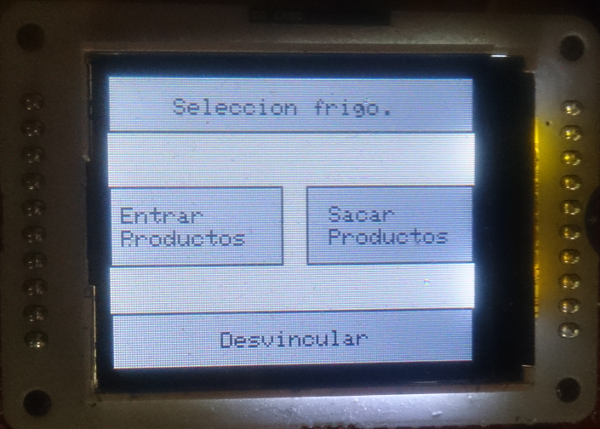 Seleccion frigo.
Entrar
Productos
Sacar
Productos
Desvincular